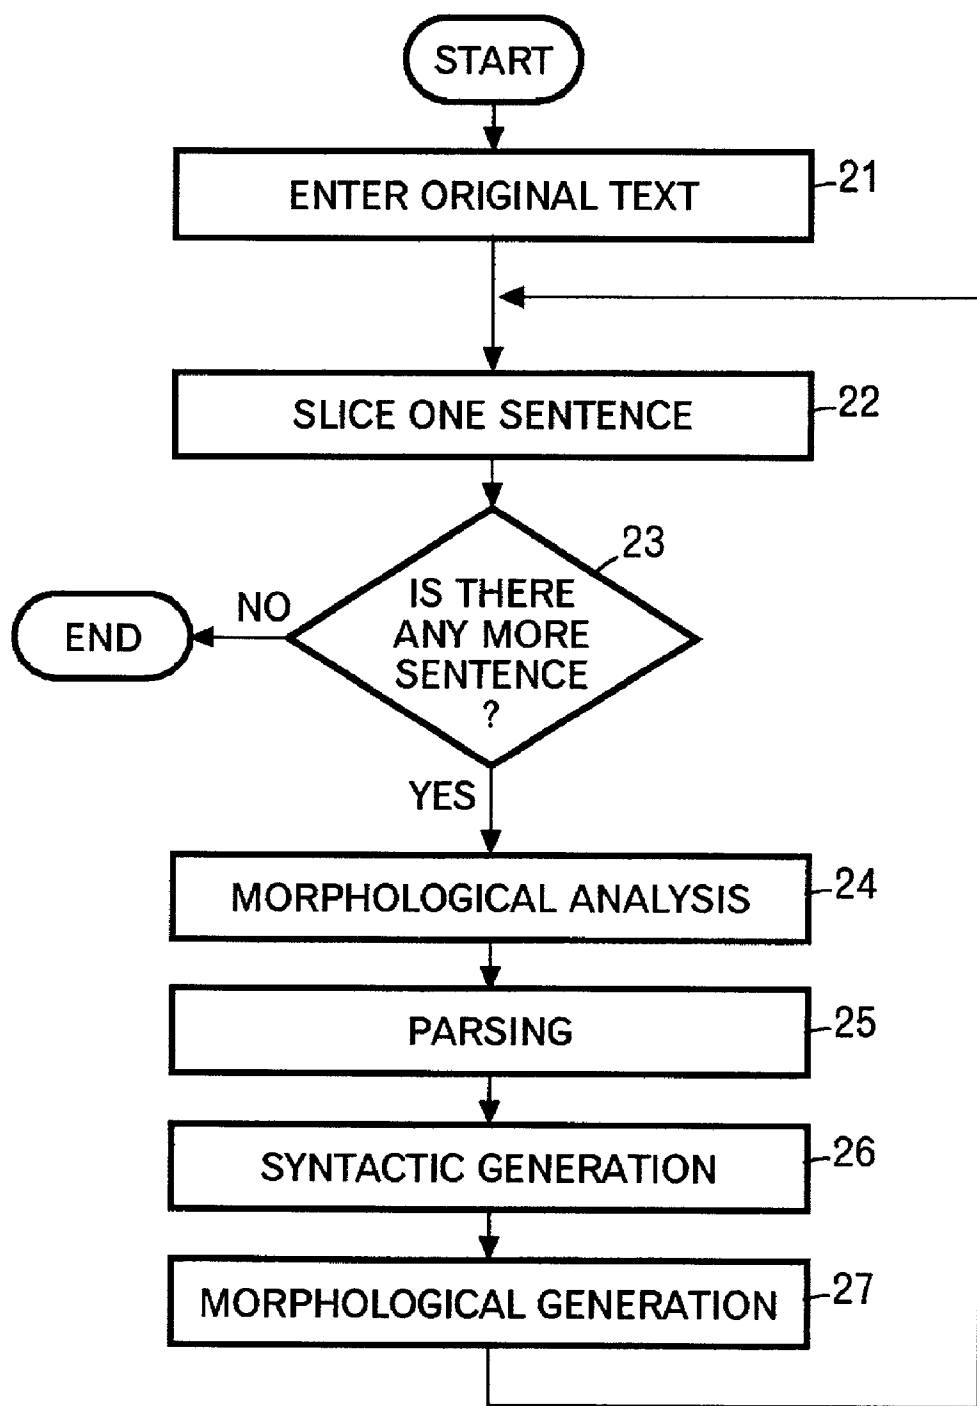 START
ENTER ORIGINAL TEXT
21
SLICE ONE SENTENCE
22
23
IS THERE
ANY MORE
SENTENCE
?
NO
END
YES
MORPHOLOGICAL ANALYSIS
24
PARSING
25
SYNTACTIC GENERATION
26
MORPHOLOGICAL GENERATION
27